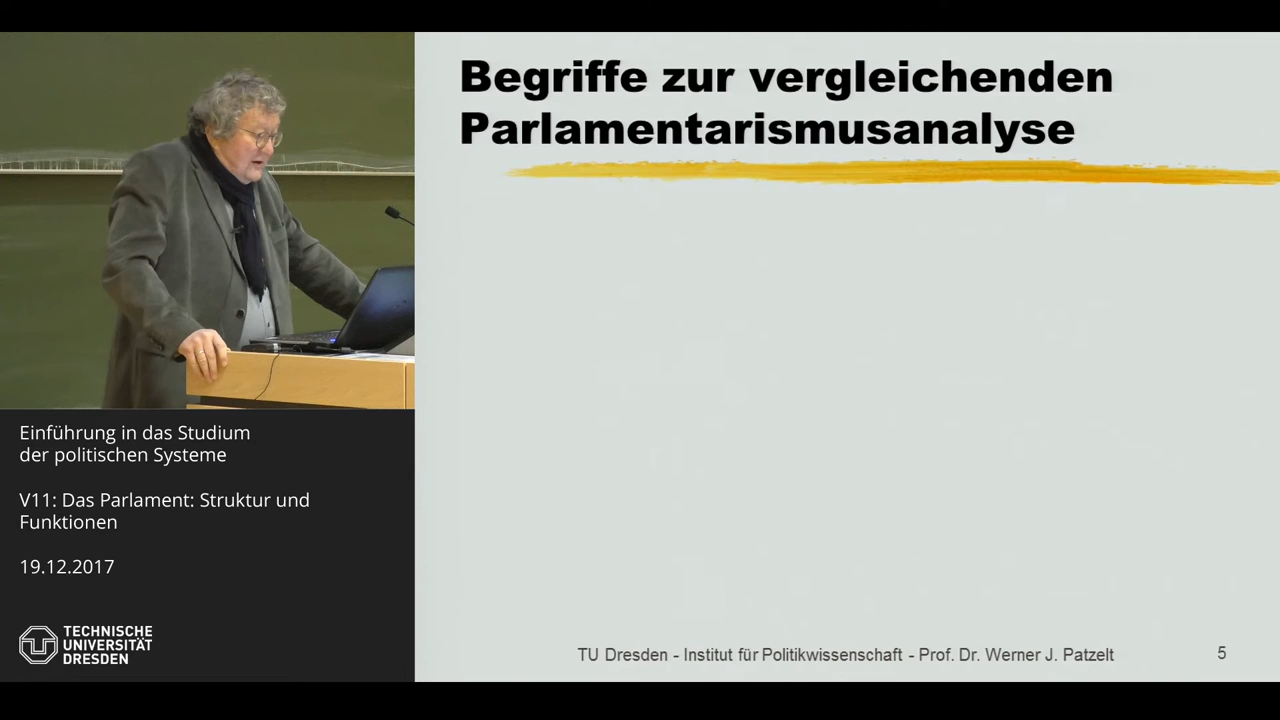 Begriffe zur vergleichenden
Parlamentarismusanalyse
Einführung in das Studium
der politischen Systeme
V11: Das Parlament: Struktur und
Funktionen
19.12.2017
TECHNISCHE
UNIVERSITÄT
DRESDEN
TU Dresden - Institut für Politikwissenschaft - Prof. Dr. Werner J. Patzelt
5